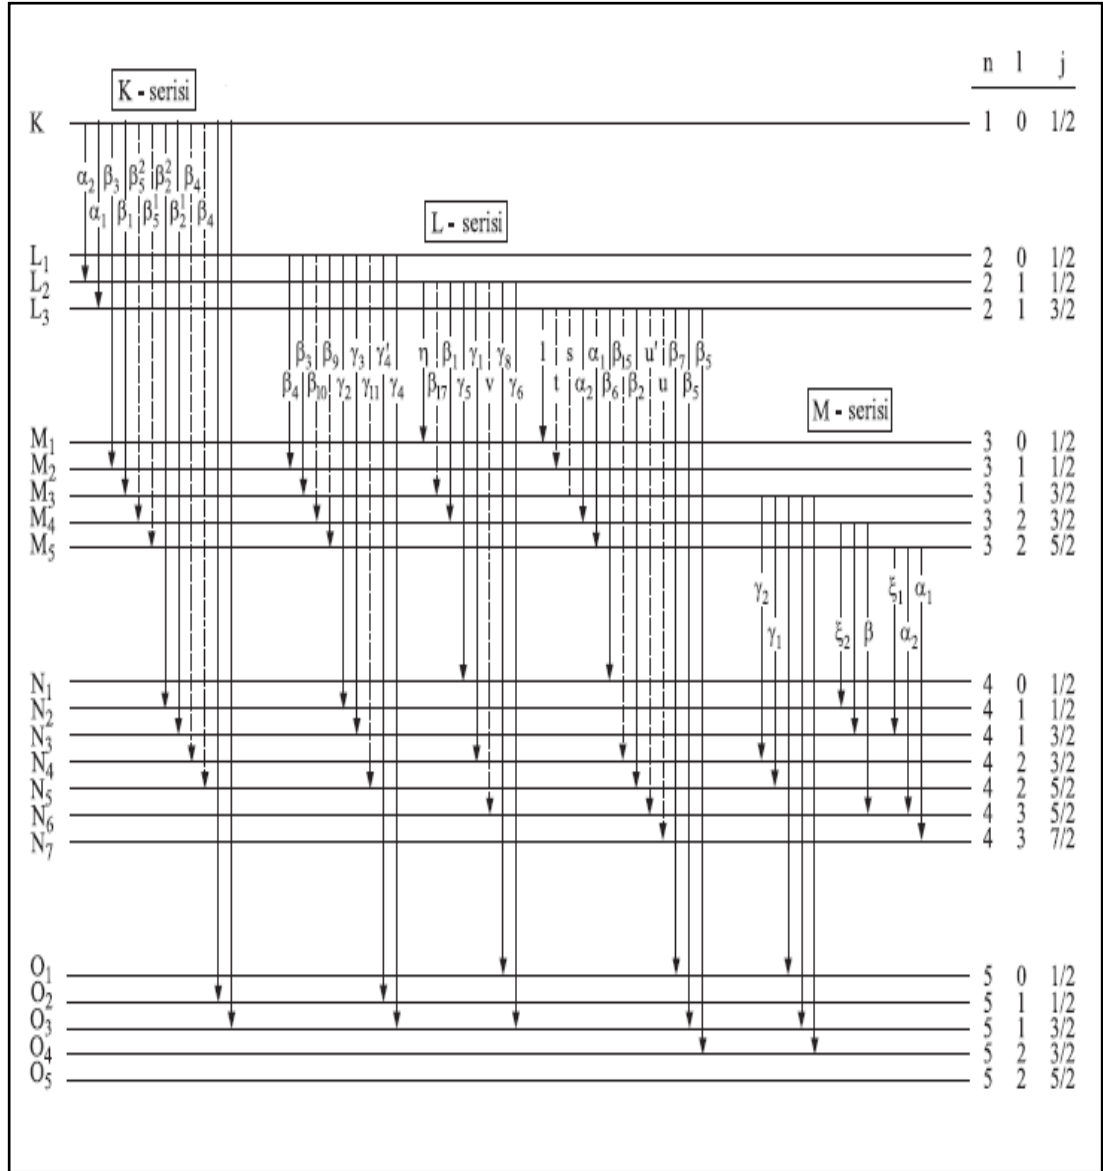 n l j
K - serisi
K 1 0 1/2
α₂ β₃ β₅² β₂² β₄
α₁ β₁ β₅¹ β₂¹ β₄
L - serisi
L₁ 2 0 1/2
L₂ 2 1 1/2
L₃ 2 1 3/2
β₃ β₉ γ₃ γ₄' η β₁ γ₁ γ₈ l s α₁ β₁₅ u' β₇ β₅
β₄ β₁₀ γ₂ γ₁₁ γ₄ β₁₇ γ₅ v γ₆ t α₂ β₆ β₂ u β₅
M - serisi
M₁ 3 0 1/2
M₂ 3 1 1/2
M₃ 3 1 3/2
M₄ 3 2 3/2
M₅ 3 2 5/2
γ₂ ξ₁ α₁
γ₁ ξ₂ β α₂
N₁ 4 0 1/2
N₂ 4 1 1/2
N₃ 4 1 3/2
N₄ 4 2 3/2
N₅ 4 2 5/2
N₆ 4 3 5/2
N₇ 4 3 7/2
O₁ 5 0 1/2
O₂ 5 1 1/2
O₃ 5 1 3/2
O₄ 5 2 3/2
O₅ 5 2 5/2